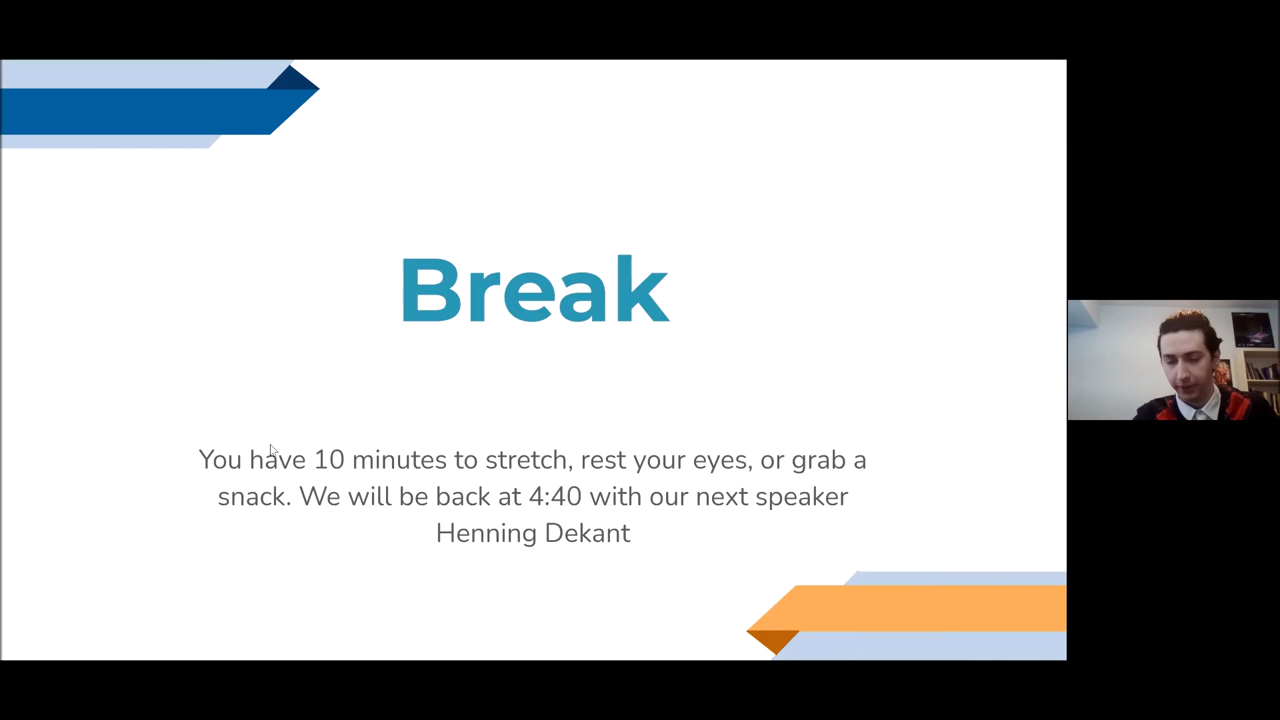 Break
You have 10 minutes to stretch, rest your eyes, or grab a
snack. We will be back at 4:40 with our next speaker
Henning Dekant